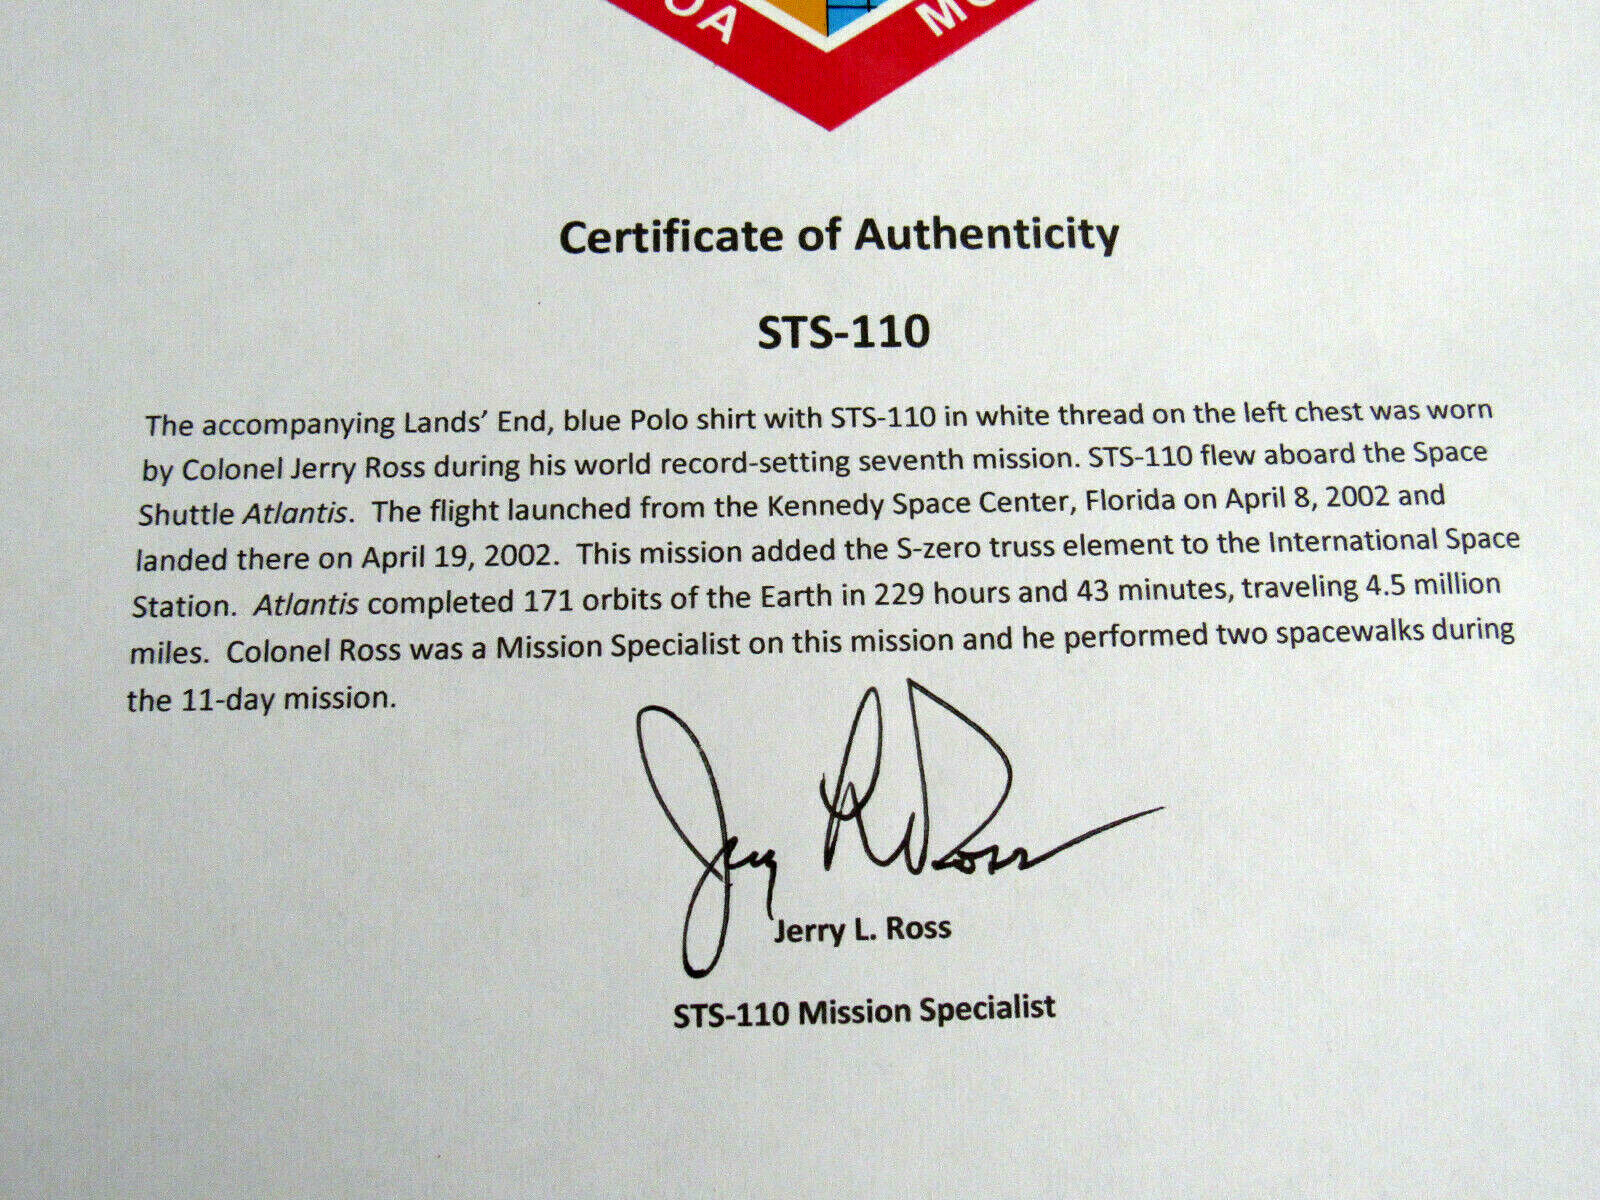 OA
MO
Certificate of Authenticity
STS-110
The accompanying Lands’ End, blue Polo shirt with STS-110 in white thread on the left chest was worn
by Colonel Jerry Ross during his world record-setting seventh mission. STS-110 flew aboard the Space
Shuttle Atlantis.  The flight launched from the Kennedy Space Center, Florida on April 8, 2002 and
landed there on April 19, 2002.  This mission added the S-zero truss element to the International Space
Station.  Atlantis completed 171 orbits of the Earth in 229 hours and 43 minutes, traveling 4.5 million
miles.  Colonel Ross was a Mission Specialist on this mission and he performed two spacewalks during
the 11-day mission.
Jerry L Ross
Jerry L. Ross
STS-110 Mission Specialist